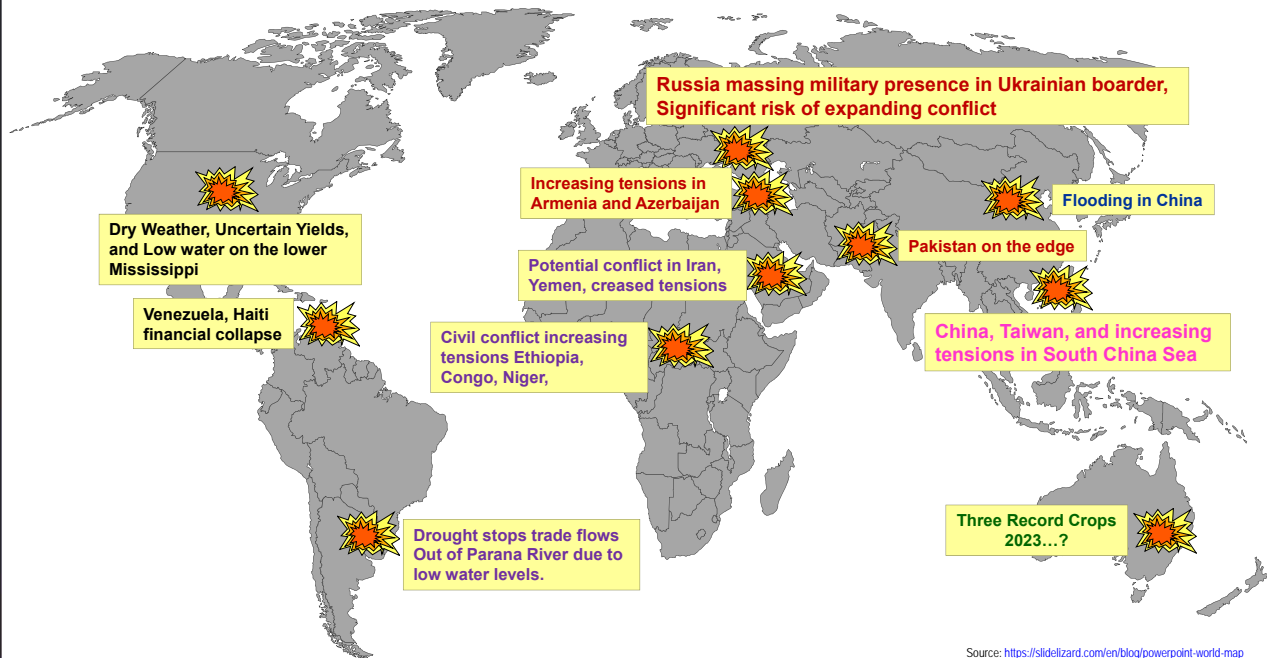 Russia massing military presence in Ukrainian boarder,
Significant risk of expanding conflict
Increasing tensions in
Armenia and Azerbaijan
Flooding in China
Dry Weather, Uncertain Yields,
and Low water on the lower
Mississippi
Pakistan on the edge
Potential conflict in Iran,
Yemen, creased tensions
Venezuela, Haiti
financial collapse
Civil conflict increasing
tensions Ethiopia,
Congo, Niger,
China, Taiwan, and increasing
tensions in South China Sea
Drought stops trade flows
Out of Parana River due to
low water levels.
Three Record Crops
2023…?
Source: https://slidelizard.com/en/blog/powerpoint-world-map